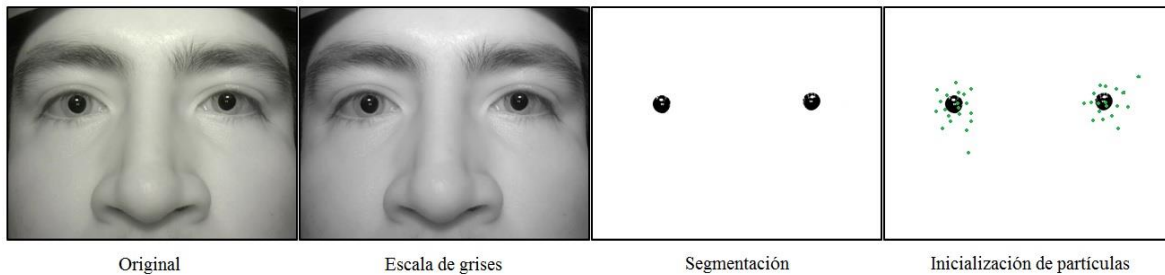 Original
Escala de grises
Segmentación
Inicialización de partículas